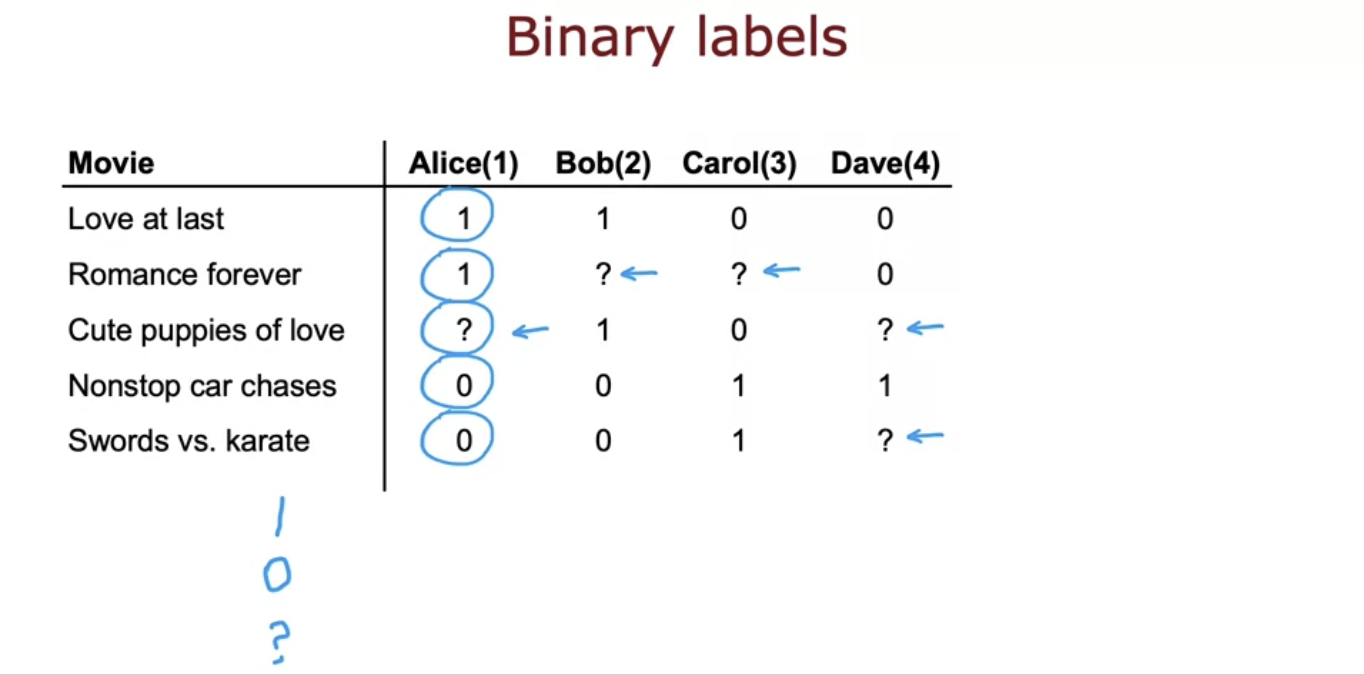 Binary labels
Movie Alice(1) Bob(2) Carol(3) Dave(4)
Love at last 1 1 0 0
Romance forever 1 ? ? 0
Cute puppies of love ? 1 0 ?
Nonstop car chases 0 0 1 1
Swords vs. karate 0 0 1 ?
1
0
?